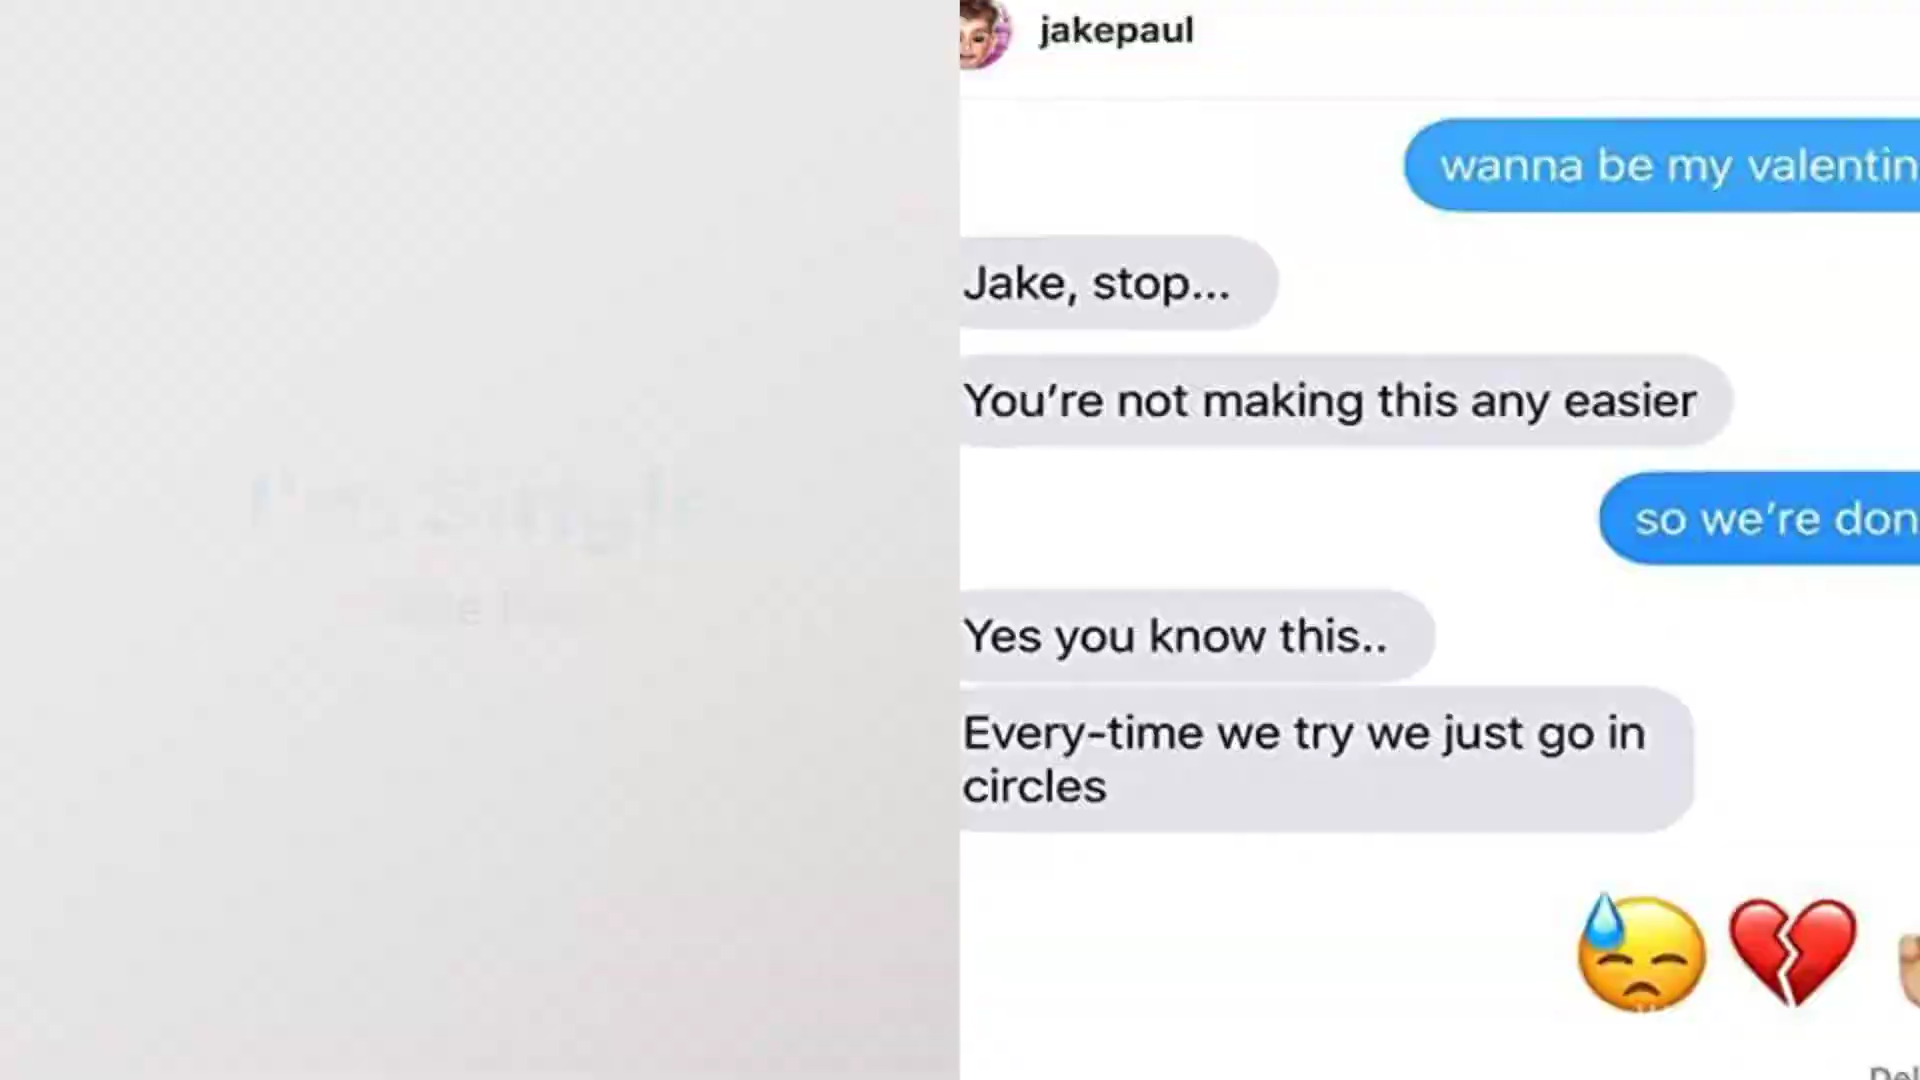 jakepaul
wanna be my valentin
Jake, stop...
You’re not making this any easier
so we’re don
Yes you know this..
Every-time we try we just go in
circles
Del